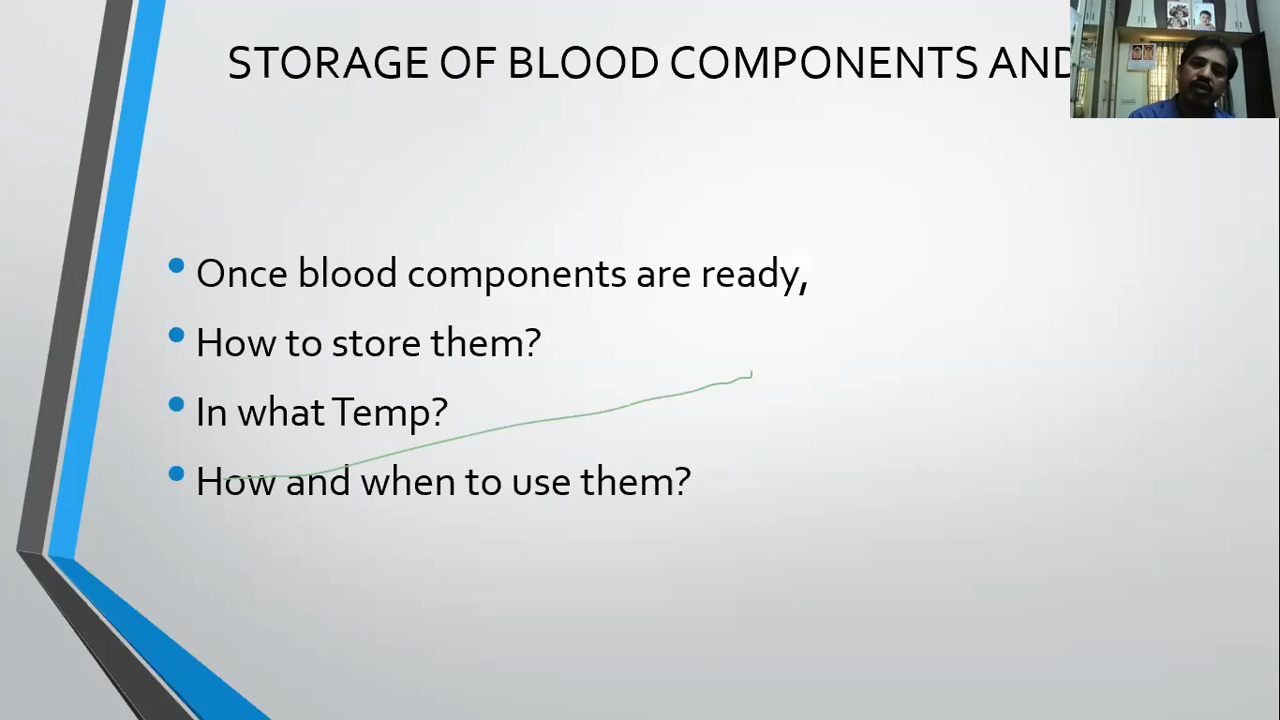 STORAGE OF BLOOD COMPONENTS AND
• Once blood components are ready,
• How to store them?
• In what Temp?
• How and when to use them?